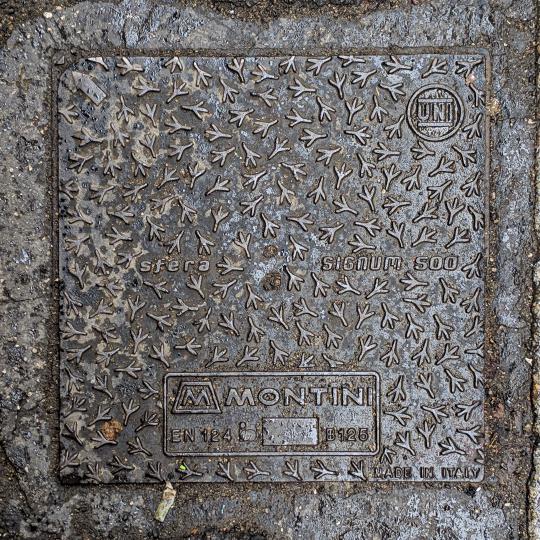 UNI
sfera SIGNUM 500
MONTINI
EN 124 B125
MADE IN ITALY